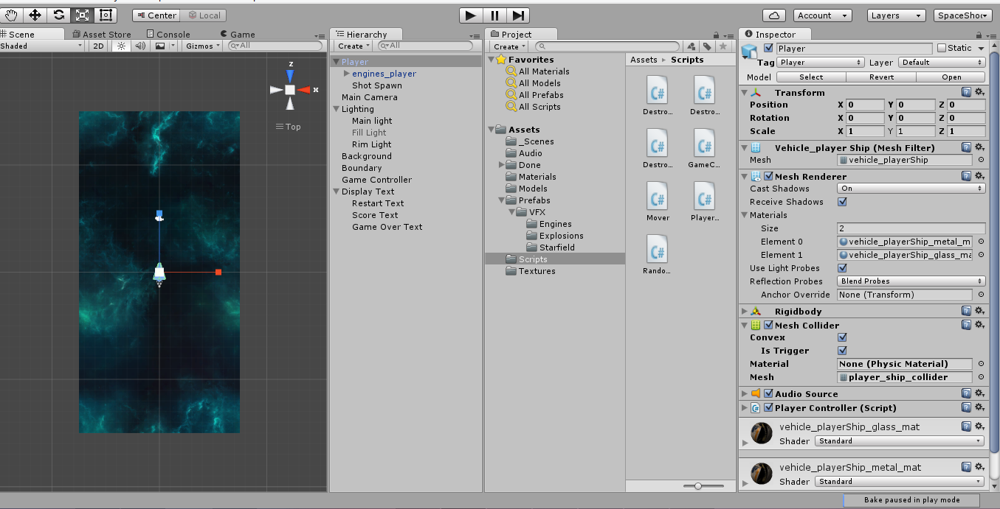 Center
Local
Account
Layers
SpaceShoo
Scene
Asset Store
Console
Game
Shaded
2D
Gizmos
All
z
x
Top
Hierarchy
Create
All
Player
engines_player
Shot Spawn
Main Camera
Lighting
Main light
Fill Light
Rim Light
Background
Boundary
Game Controller
Display Text
Restart Text
Score Text
Game Over Text
Project
Create
Favorites
All Materials
All Models
All Prefabs
All Scripts
Assets
_Scenes
Audio
Done
Materials
Models
Prefabs
VFX
Engines
Explosions
Starfield
Scripts
Textures
Assets Scripts
Destro... Destro...
Destro... GameC...
Mover Player...
Rando...
Inspector
Player Static
Tag Player Layer Default
Model Select Revert Open
Transform
Position X 0 Y 0 Z 0
Rotation X 0 Y 0 Z 0
Scale X 1 Y 1 Z 1
Vehicle_player Ship (Mesh Filter)
Mesh vehicle_playerShip
Mesh Renderer
Cast Shadows On
Receive Shadows
Materials
Size 2
Element 0 vehicle_playerShip_metal_m
Element 1 vehicle_playerShip_glass_ma
Use Light Probes
Reflection Probes Blend Probes
Anchor Override None (Transform)
Rigidbody
Mesh Collider
Convex
Is Trigger
Material None (Physic Material)
Mesh player_ship_collider
Audio Source
Player Controller (Script)
vehicle_playerShip_glass_mat
Shader Standard
vehicle_playerShip_metal_mat
Shader Standard
Bake paused in play mode